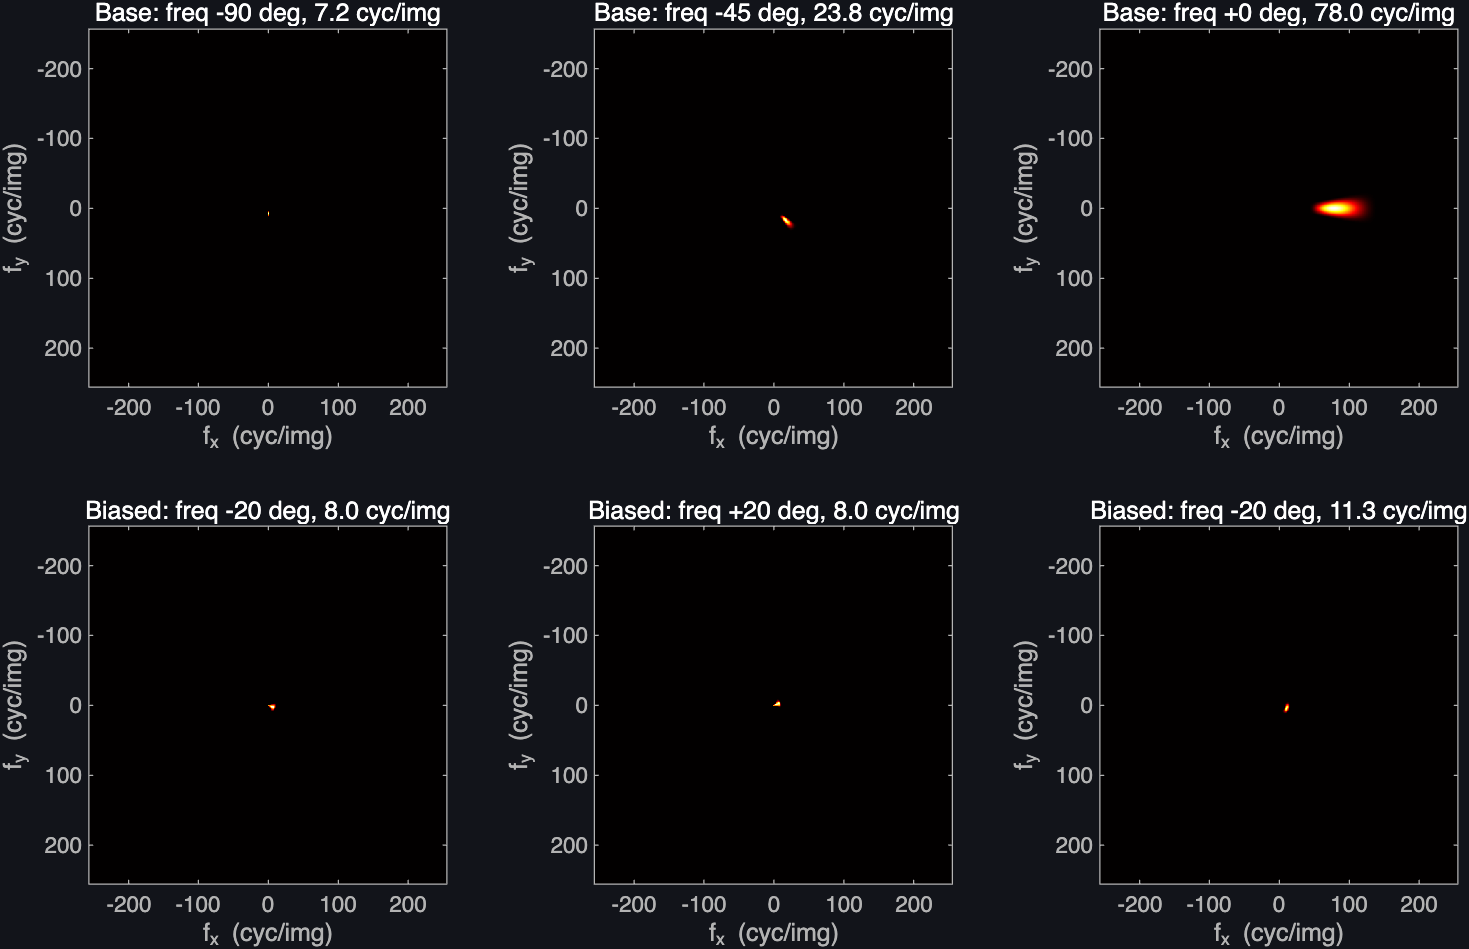 Base: freq -90 deg, 7.2 cyc/img
Base: freq -45 deg, 23.8 cyc/img
Base: freq +0 deg, 78.0 cyc/img
-200
-100
0
100
200
fy (cyc/img)
-200 -100 0 100 200
fx (cyc/img)
-200
-100
0
100
200
fy (cyc/img)
-200 -100 0 100 200
fx (cyc/img)
-200
-100
0
100
200
fy (cyc/img)
-200 -100 0 100 200
fx (cyc/img)
Biased: freq -20 deg, 8.0 cyc/img
Biased: freq +20 deg, 8.0 cyc/img
Biased: freq -20 deg, 11.3 cyc/img
-200
-100
0
100
200
fy (cyc/img)
-200 -100 0 100 200
fx (cyc/img)
-200
-100
0
100
200
fy (cyc/img)
-200 -100 0 100 200
fx (cyc/img)
-200
-100
0
100
200
fy (cyc/img)
-200 -100 0 100 200
fx (cyc/img)